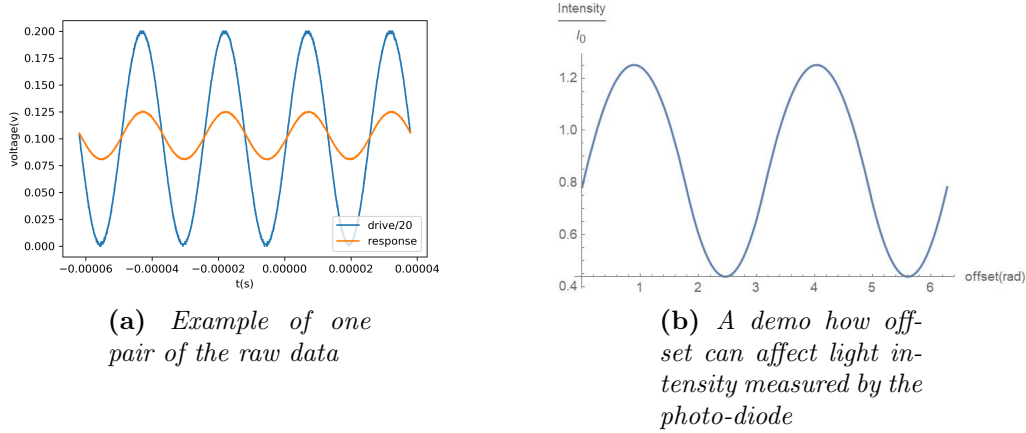 0.200
0.175
0.150
0.125
0.100
0.075
0.050
0.025
0.000
voltage(v)
−0.00006 −0.00004 −0.00002 0.00000 0.00002 0.00004
t(s)
drive/20
response
(a) Example of one
pair of the raw data
Intensity
I0
1.2
1.0
0.8
0.6
0.4
1 2 3 4 5 6
offset(rad)
(b) A demo how off-
set can affect light in-
tensity measured by the
photo-diode